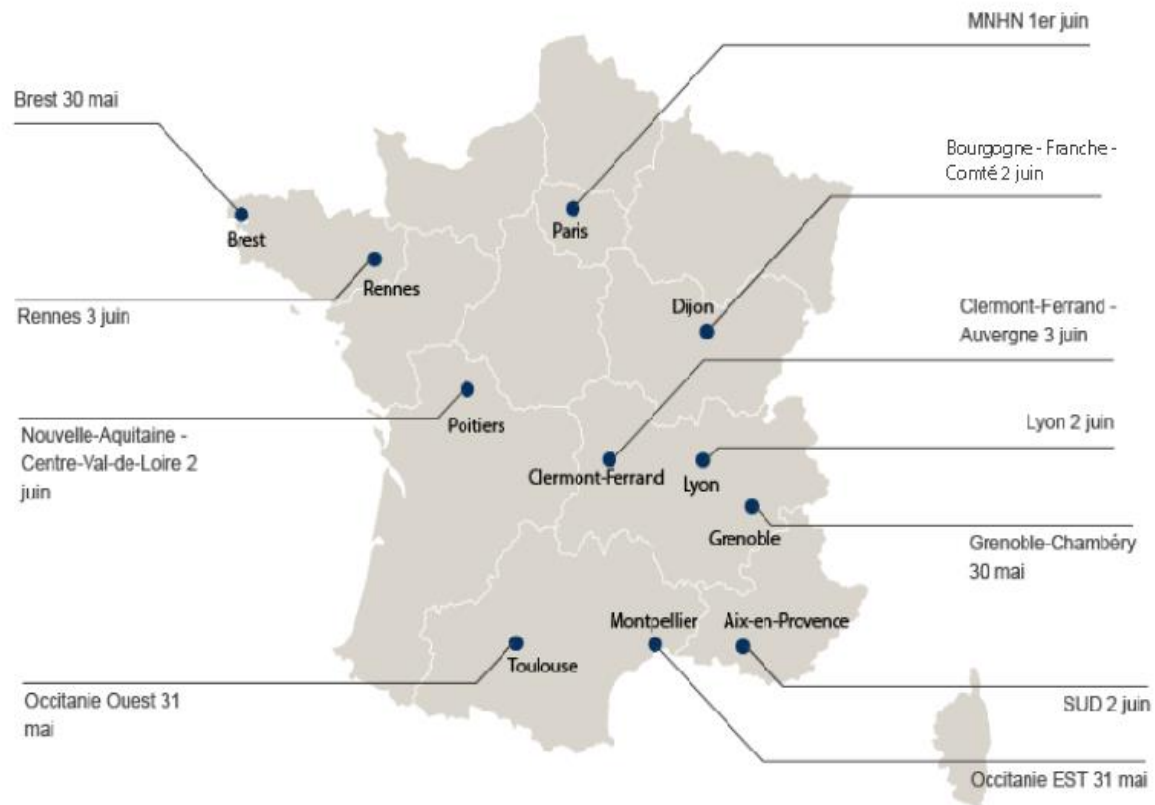 MNHN 1er juin
Brest 30 mai
Bourgogne - Franche -
Comté 2 juin
Brest
Paris
Rennes
Rennes 3 juin
Dijon
Clermont-Ferrand -
Auvergne 3 juin
Poitiers
Nouvelle-Aquitaine -
Centre-Val-de-Loire 2
juin
Lyon 2 juin
Clermont-Ferrand
Lyon
Grenoble
Grenoble-Chambéry
30 mai
Montpellier
Aix-en-Provence
Toulouse
Occitanie Ouest 31
mai
SUD 2 juin
Occitanie EST 31 mai